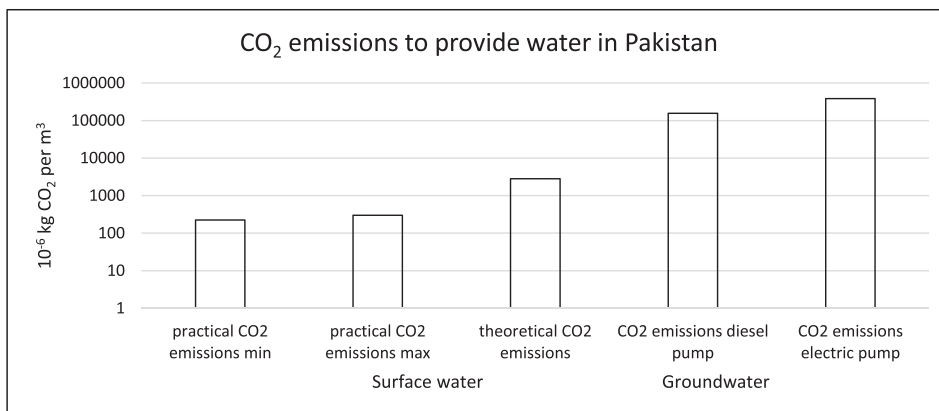 CO₂ emissions to provide water in Pakistan
10⁻⁶ kg CO₂ per m³
1000000
100000
10000
1000
100
10
1
practical CO2
emissions min
practical CO2
emissions max
theoretical CO2
emissions
CO2 emissions diesel
pump
CO2 emissions
electric pump
Surface water
Groundwater